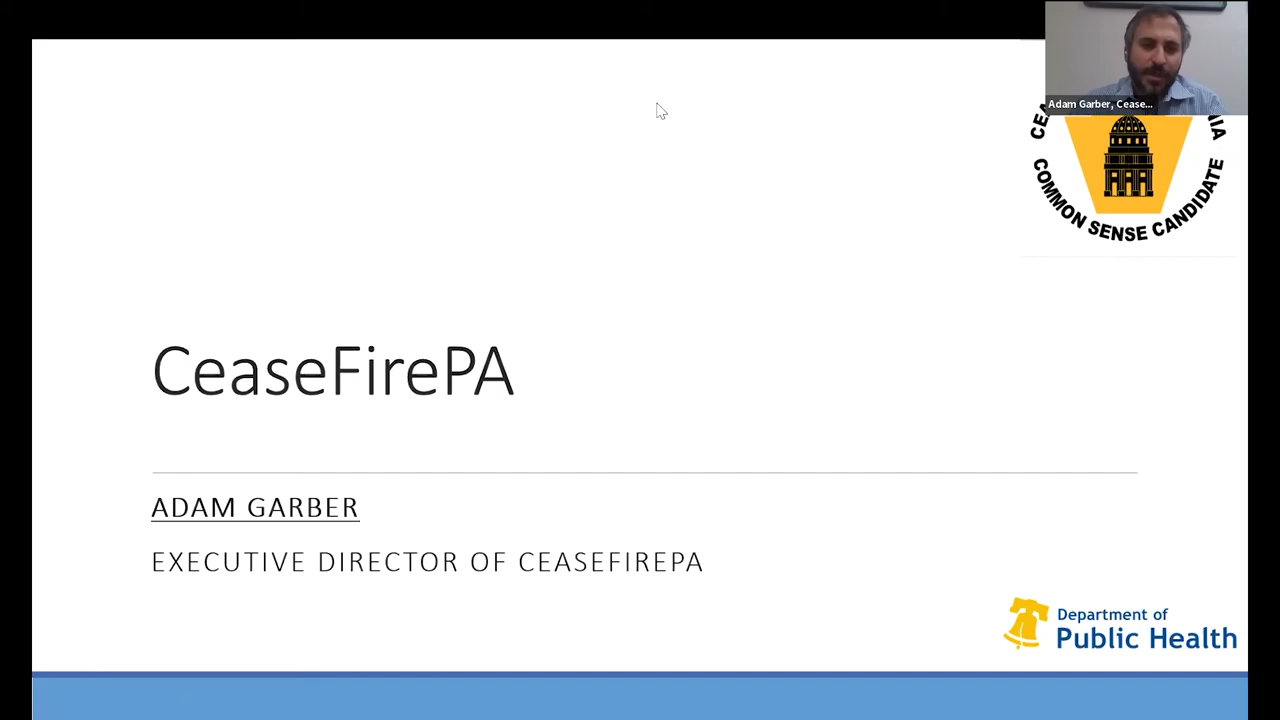 Adam Garber, Cease...
COMMON SENSE CANDIDATE
CeaseFirePA
ADAM GARBER
EXECUTIVE DIRECTOR OF CEASEFIREPA
Department of
Public Health